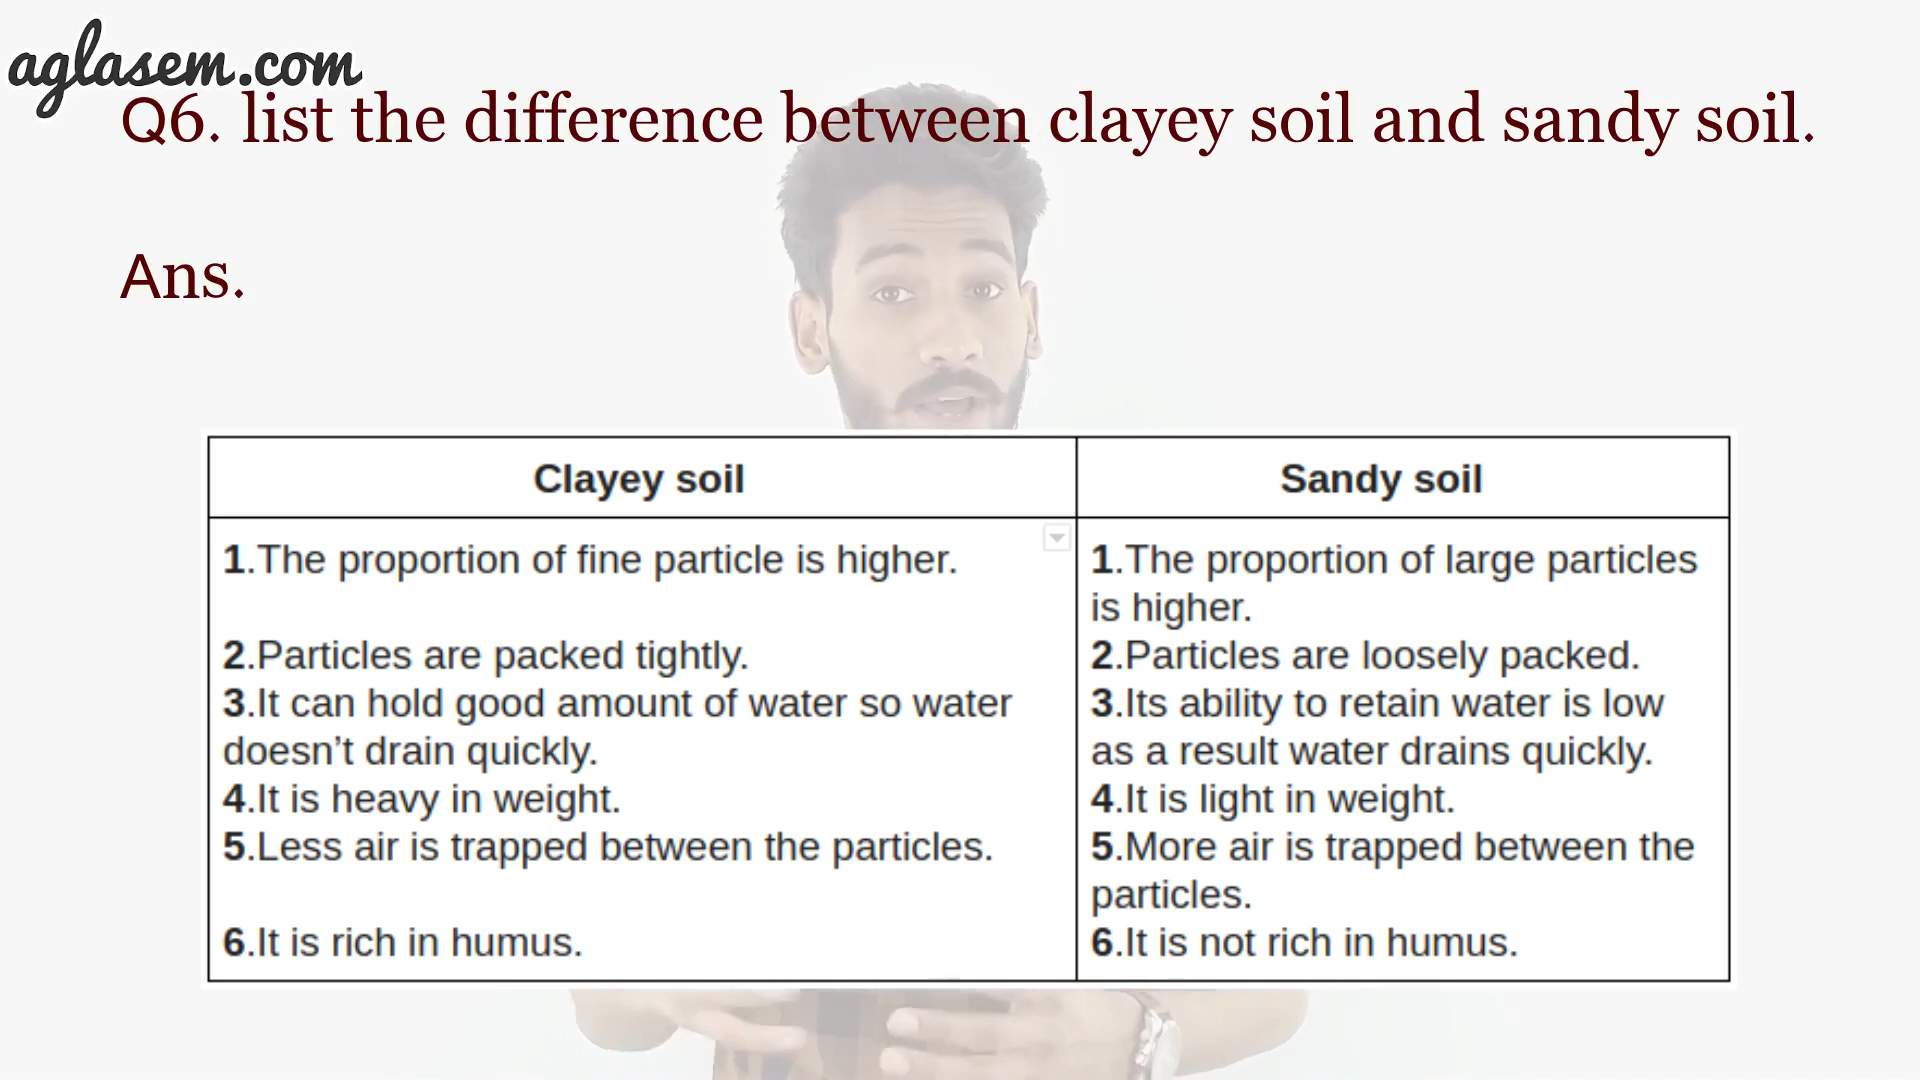 aglasem.com
Q6. list the difference between clayey soil and sandy soil.
Ans.
Clayey soil
1.The proportion of fine particle is higher.
2.Particles are packed tightly.
3.It can hold good amount of water so water
doesn’t drain quickly.
4.It is heavy in weight.
5.Less air is trapped between the particles.
6.It is rich in humus.
Sandy soil
1.The proportion of large particles
is higher.
2.Particles are loosely packed.
3.Its ability to retain water is low
as a result water drains quickly.
4.It is light in weight.
5.More air is trapped between the
particles.
6.It is not rich in humus.